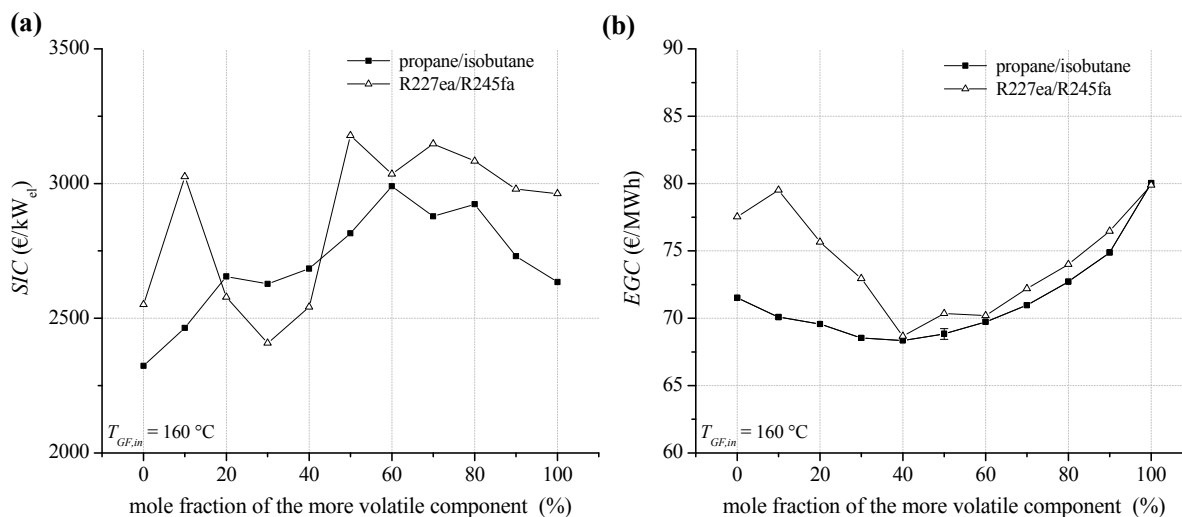 (a)
3500
3000
2500
2000
SIC (€/kWel)
propane/isobutane
R227ea/R245fa
TGF,in = 160 °C
0 20 40 60 80 100
mole fraction of the more volatile component (%)
(b)
90
85
80
75
70
65
60
EGC (€/MWh)
propane/isobutane
R227ea/R245fa
TGF,in = 160 °C
0 20 40 60 80 100
mole fraction of the more volatile component (%)